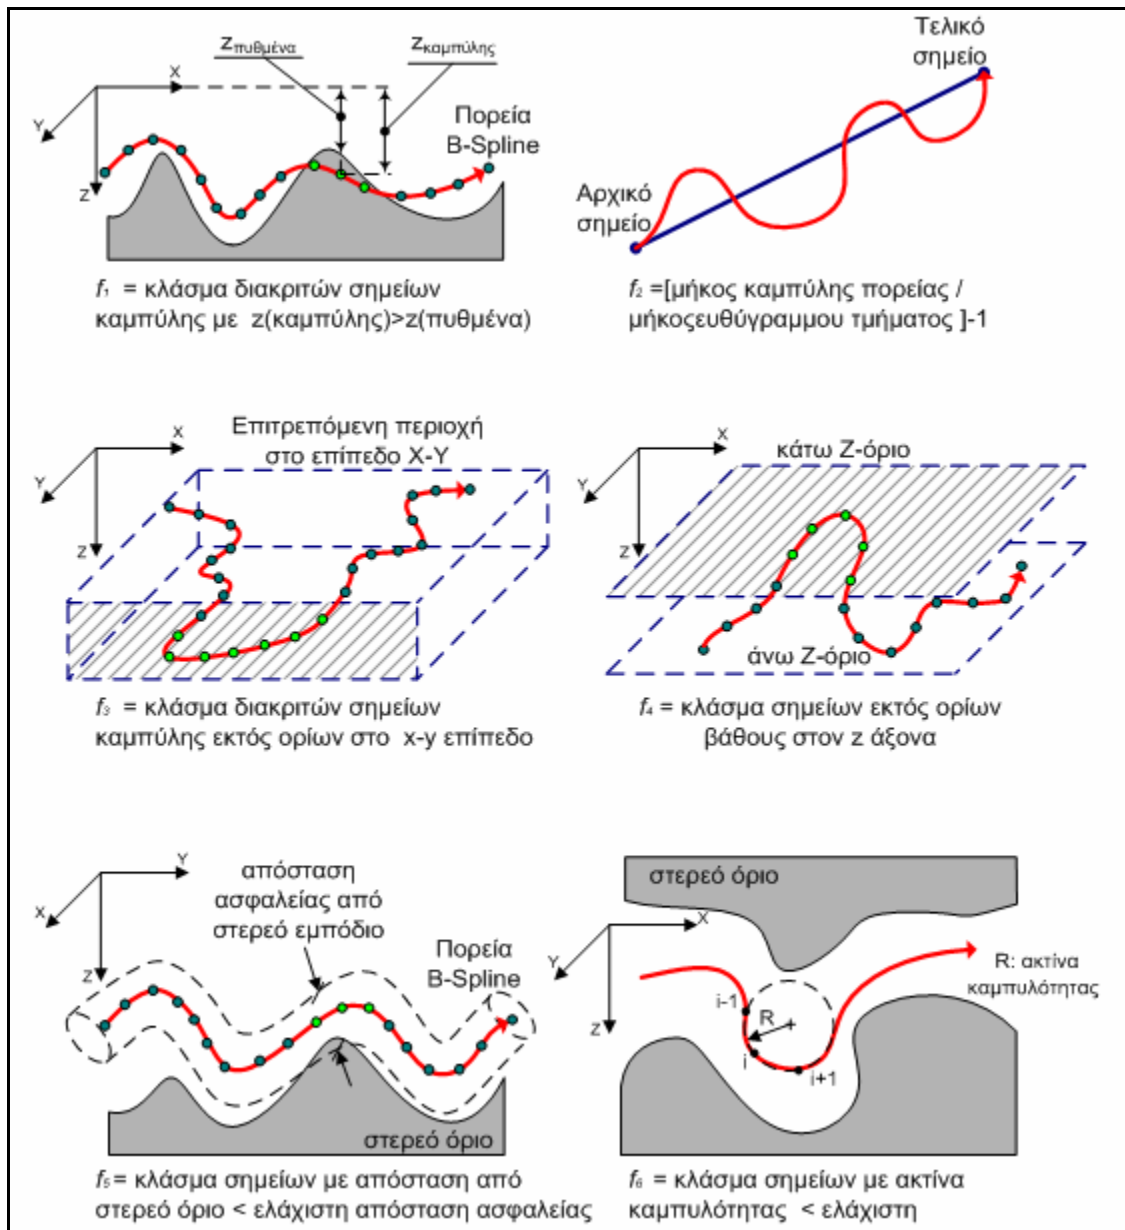 Zπυθμένα
Zκαμπύλης
X
Y
Z
Πορεία
B-Spline
f1 = κλάσμα διακριτών σημείων
καμπύλης με z(καμπύλης)>z(πυθμένα)
Τελικό
σημείο
Αρχικό
σημείο
f2 =[μήκος καμπύλης πορείας /
μήκοςευθύγραμμου τμήματος ]-1
Επιτρεπόμενη περιοχή
στο επίπεδο X-Y
X
Y
Z
f3 = κλάσμα διακριτών σημείων
καμπύλης εκτός ορίων στο x-y επίπεδο
X
Y
Z
κάτω Z-όριο
άνω Z-όριο
f4 = κλάσμα σημείων εκτός ορίων
βάθους στον z άξονα
Y
X
Z
απόσταση
ασφαλείας από
στερεό εμπόδιο
Πορεία
B-Spline
στερεό όριο
f5 = κλάσμα σημείων με απόσταση από
στερεό όριο < ελάχιστη απόσταση ασφαλείας
στερεό όριο
X
Y
Z
i-1
R
i
i+1
R: ακτίνα
καμπυλότητας
f6 = κλάσμα σημείων με ακτίνα
καμπυλότητας < ελάχιστη